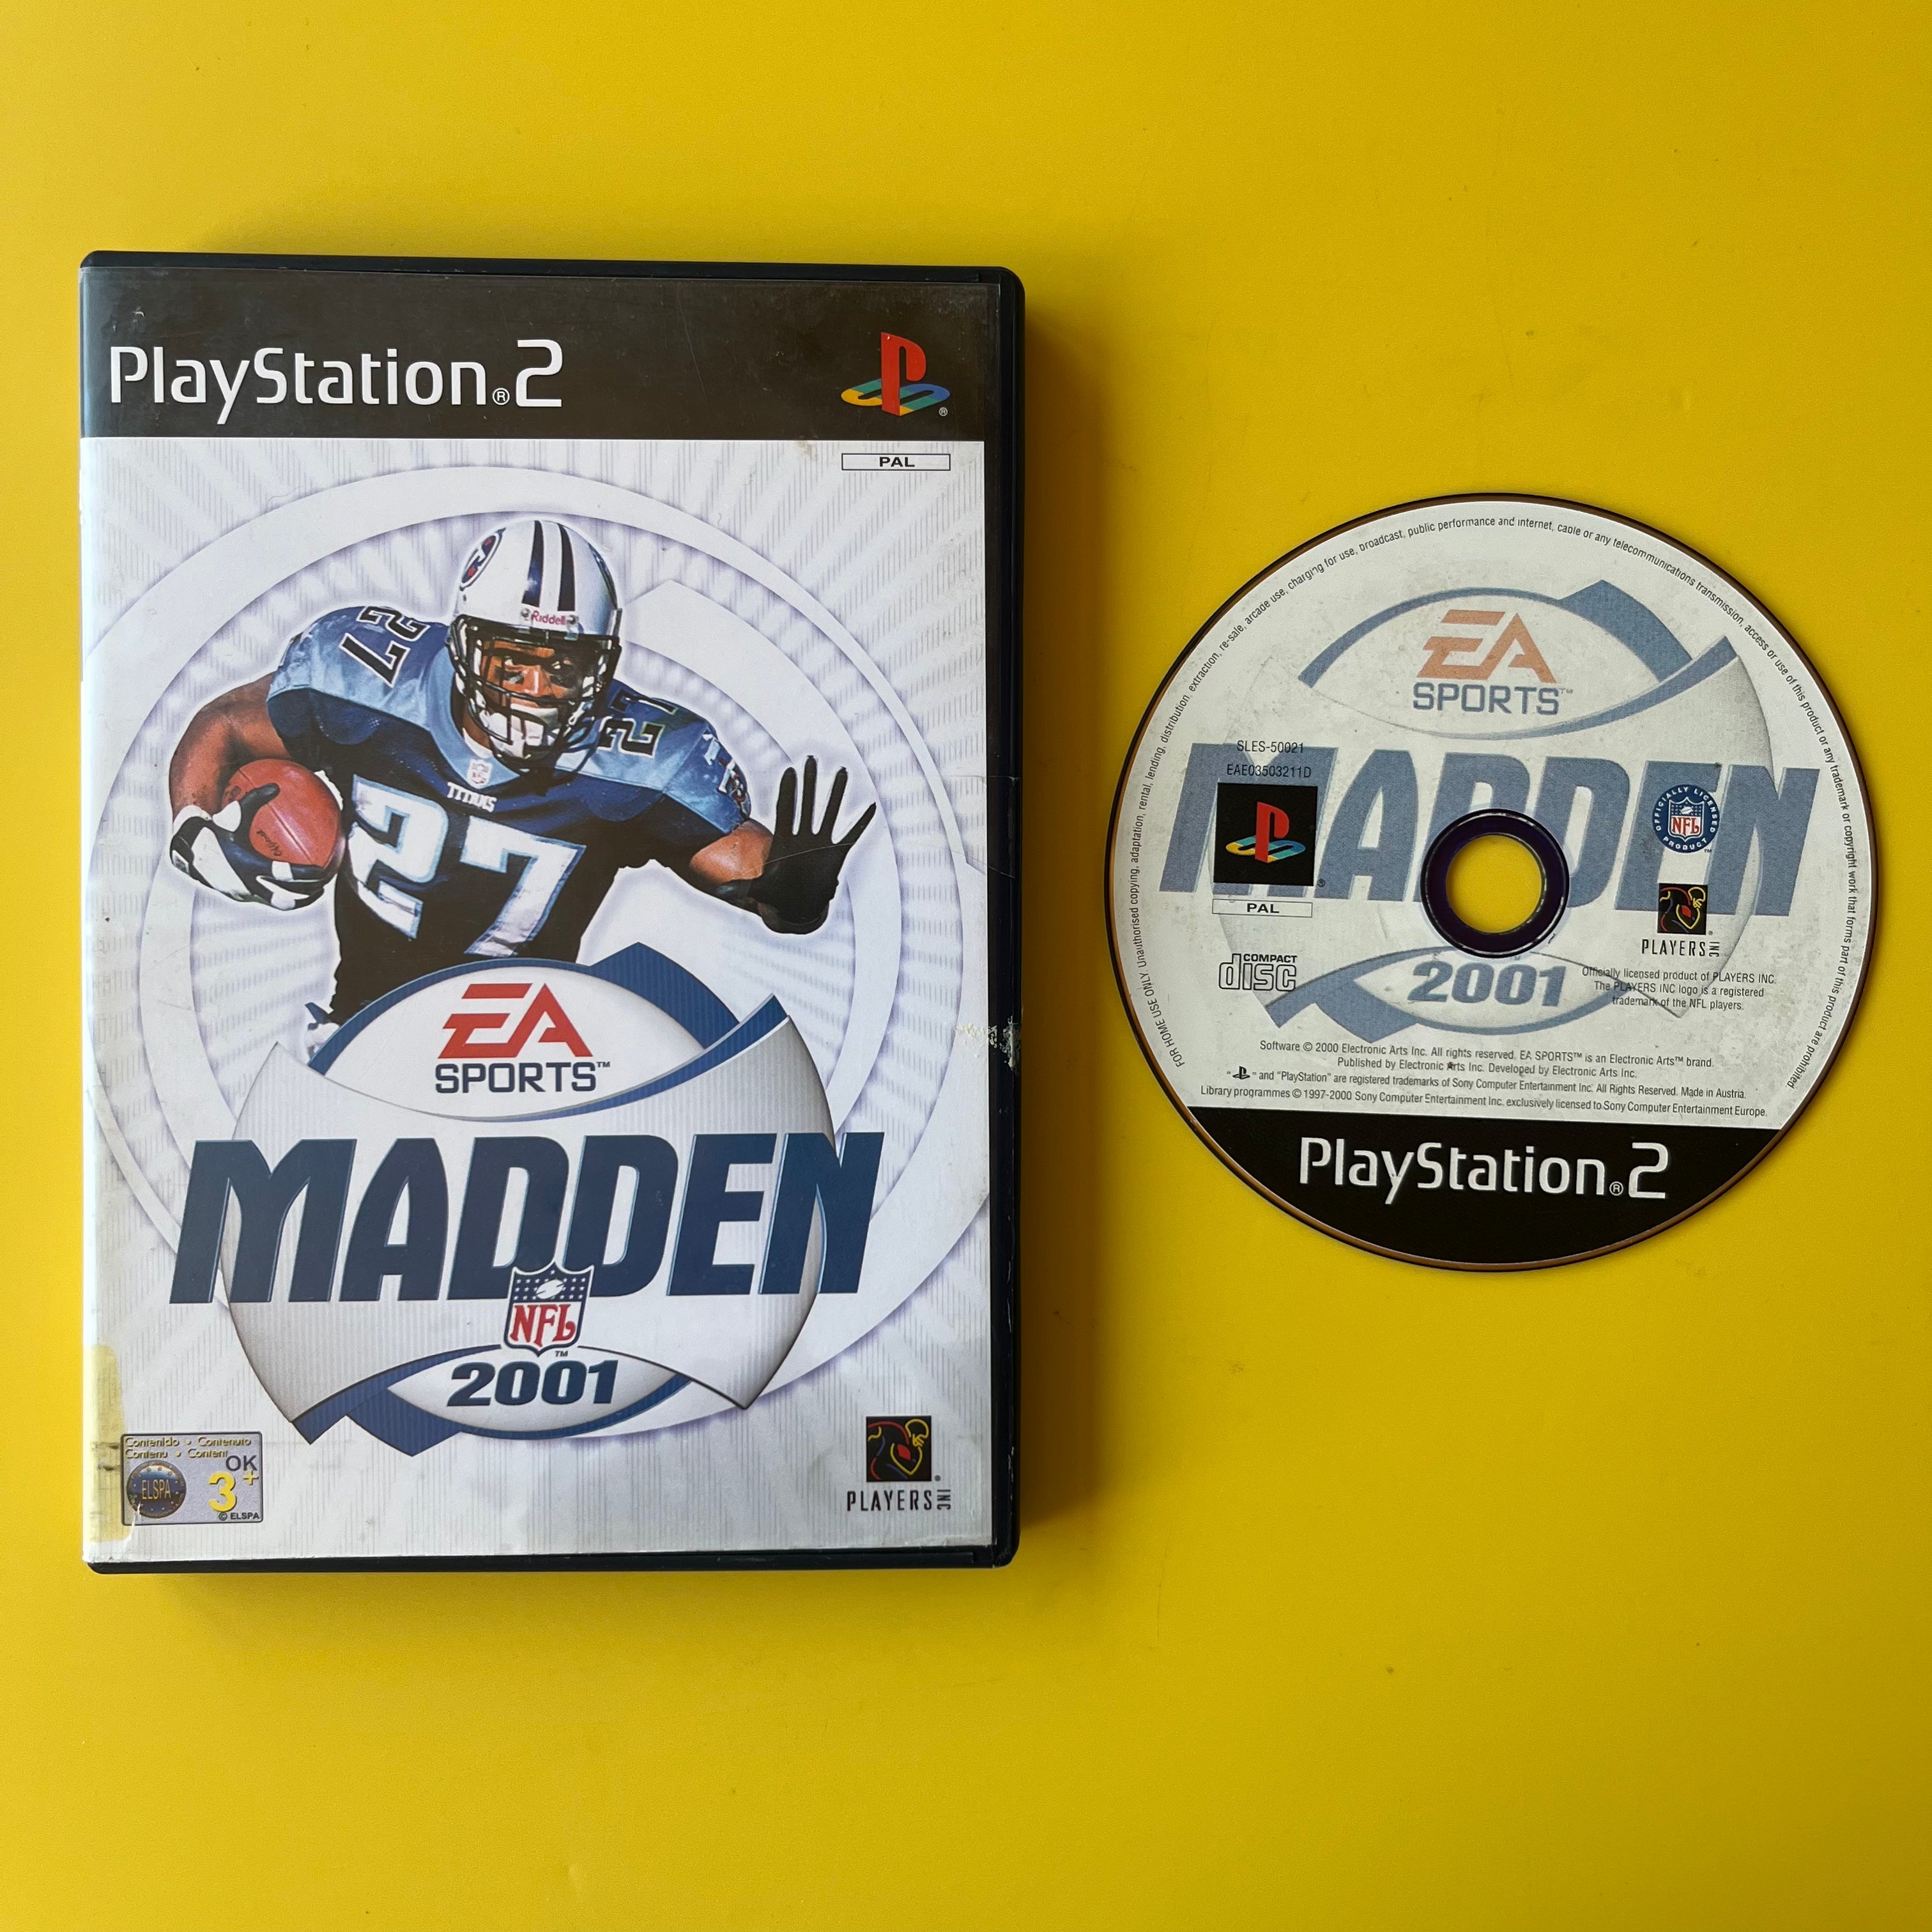 PlayStation®2
®
PAL
27
27
Riddell
TITANS
27
EA
SPORTS™
MADDEN
NFL
™
2001
Contenido • Contenuto
Contenu • Content
OK
ELSPA
3+
© ELSPA
PLAYERS INC
®
FOR HOME USE ONLY. Unauthorised copying, adaptation, rental, lending, distribution, extraction, re-sale, arcade use, charging for use, broadcast, public performance and internet, cable or any telecommunications transmission, access or use of this product or any trademark or copyright work that forms part of this product are prohibited
EA
SPORTS™
SLES-50021
EAE03503211D
MADDEN
OFFICIALLY LICENSED
NFL
PRODUCT
™
®
PAL
PLAYERS INC
®
COMPACT
disc
2001
Officially licensed product of PLAYERS INC.
The PLAYERS INC logo is a registered
trademark of the NFL players.
Software © 2000 Electronic Arts Inc. All rights reserved. EA SPORTS™ is an Electronic Arts™ brand.
Published by Electronic Arts Inc. Developed by Electronic Arts Inc.
" " and "PlayStation" are registered trademarks of Sony Computer Entertainment Inc. All Rights Reserved. Made in Austria.
Library programmes © 1997-2000 Sony Computer Entertainment Inc. exclusively licensed to Sony Computer Entertainment Europe.
PlayStation®2